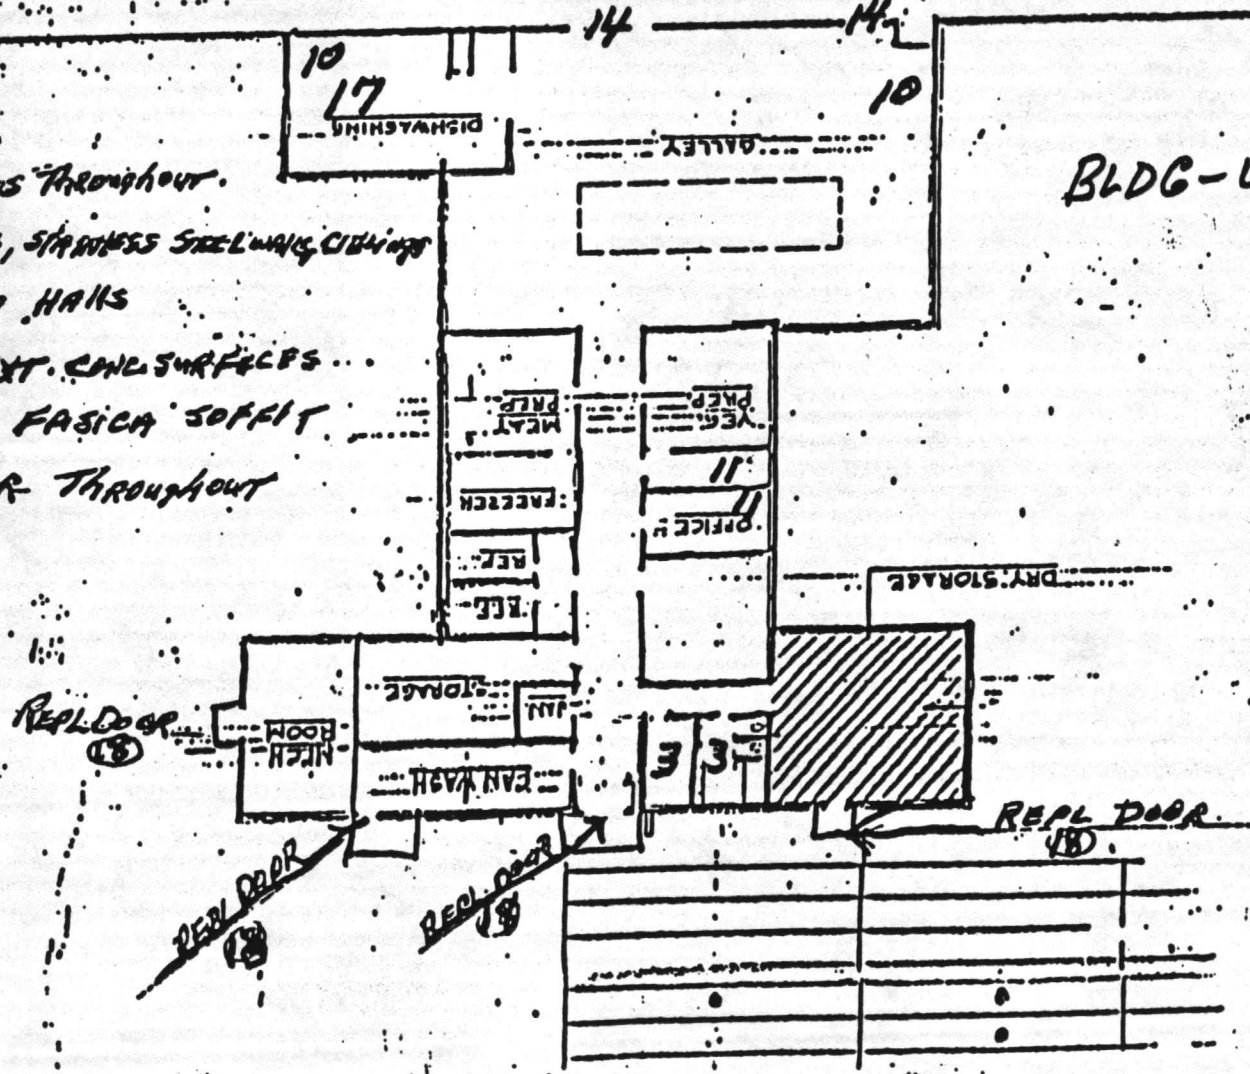 14
14
10
17
10
DISHWASHING
GALLEY
THROUGHOUT.
BLDG-
, STAINLESS STEEL WALLS, CEILINGS
HALLS
EXT. CONC. SURFACES
FASICA SOFFIT
THROUGHOUT
MEAT
PREP
VEG.
PREP
11
FREEZER
11
OFFICE
REF.
REF.
DRY STORAGE
STORAGE
JAN
REPL DOOR
18
MECH
ROOM
3
3
CAN WASH
REPL DOOR
18
REPL DOOR
18
REPL DOOR
18